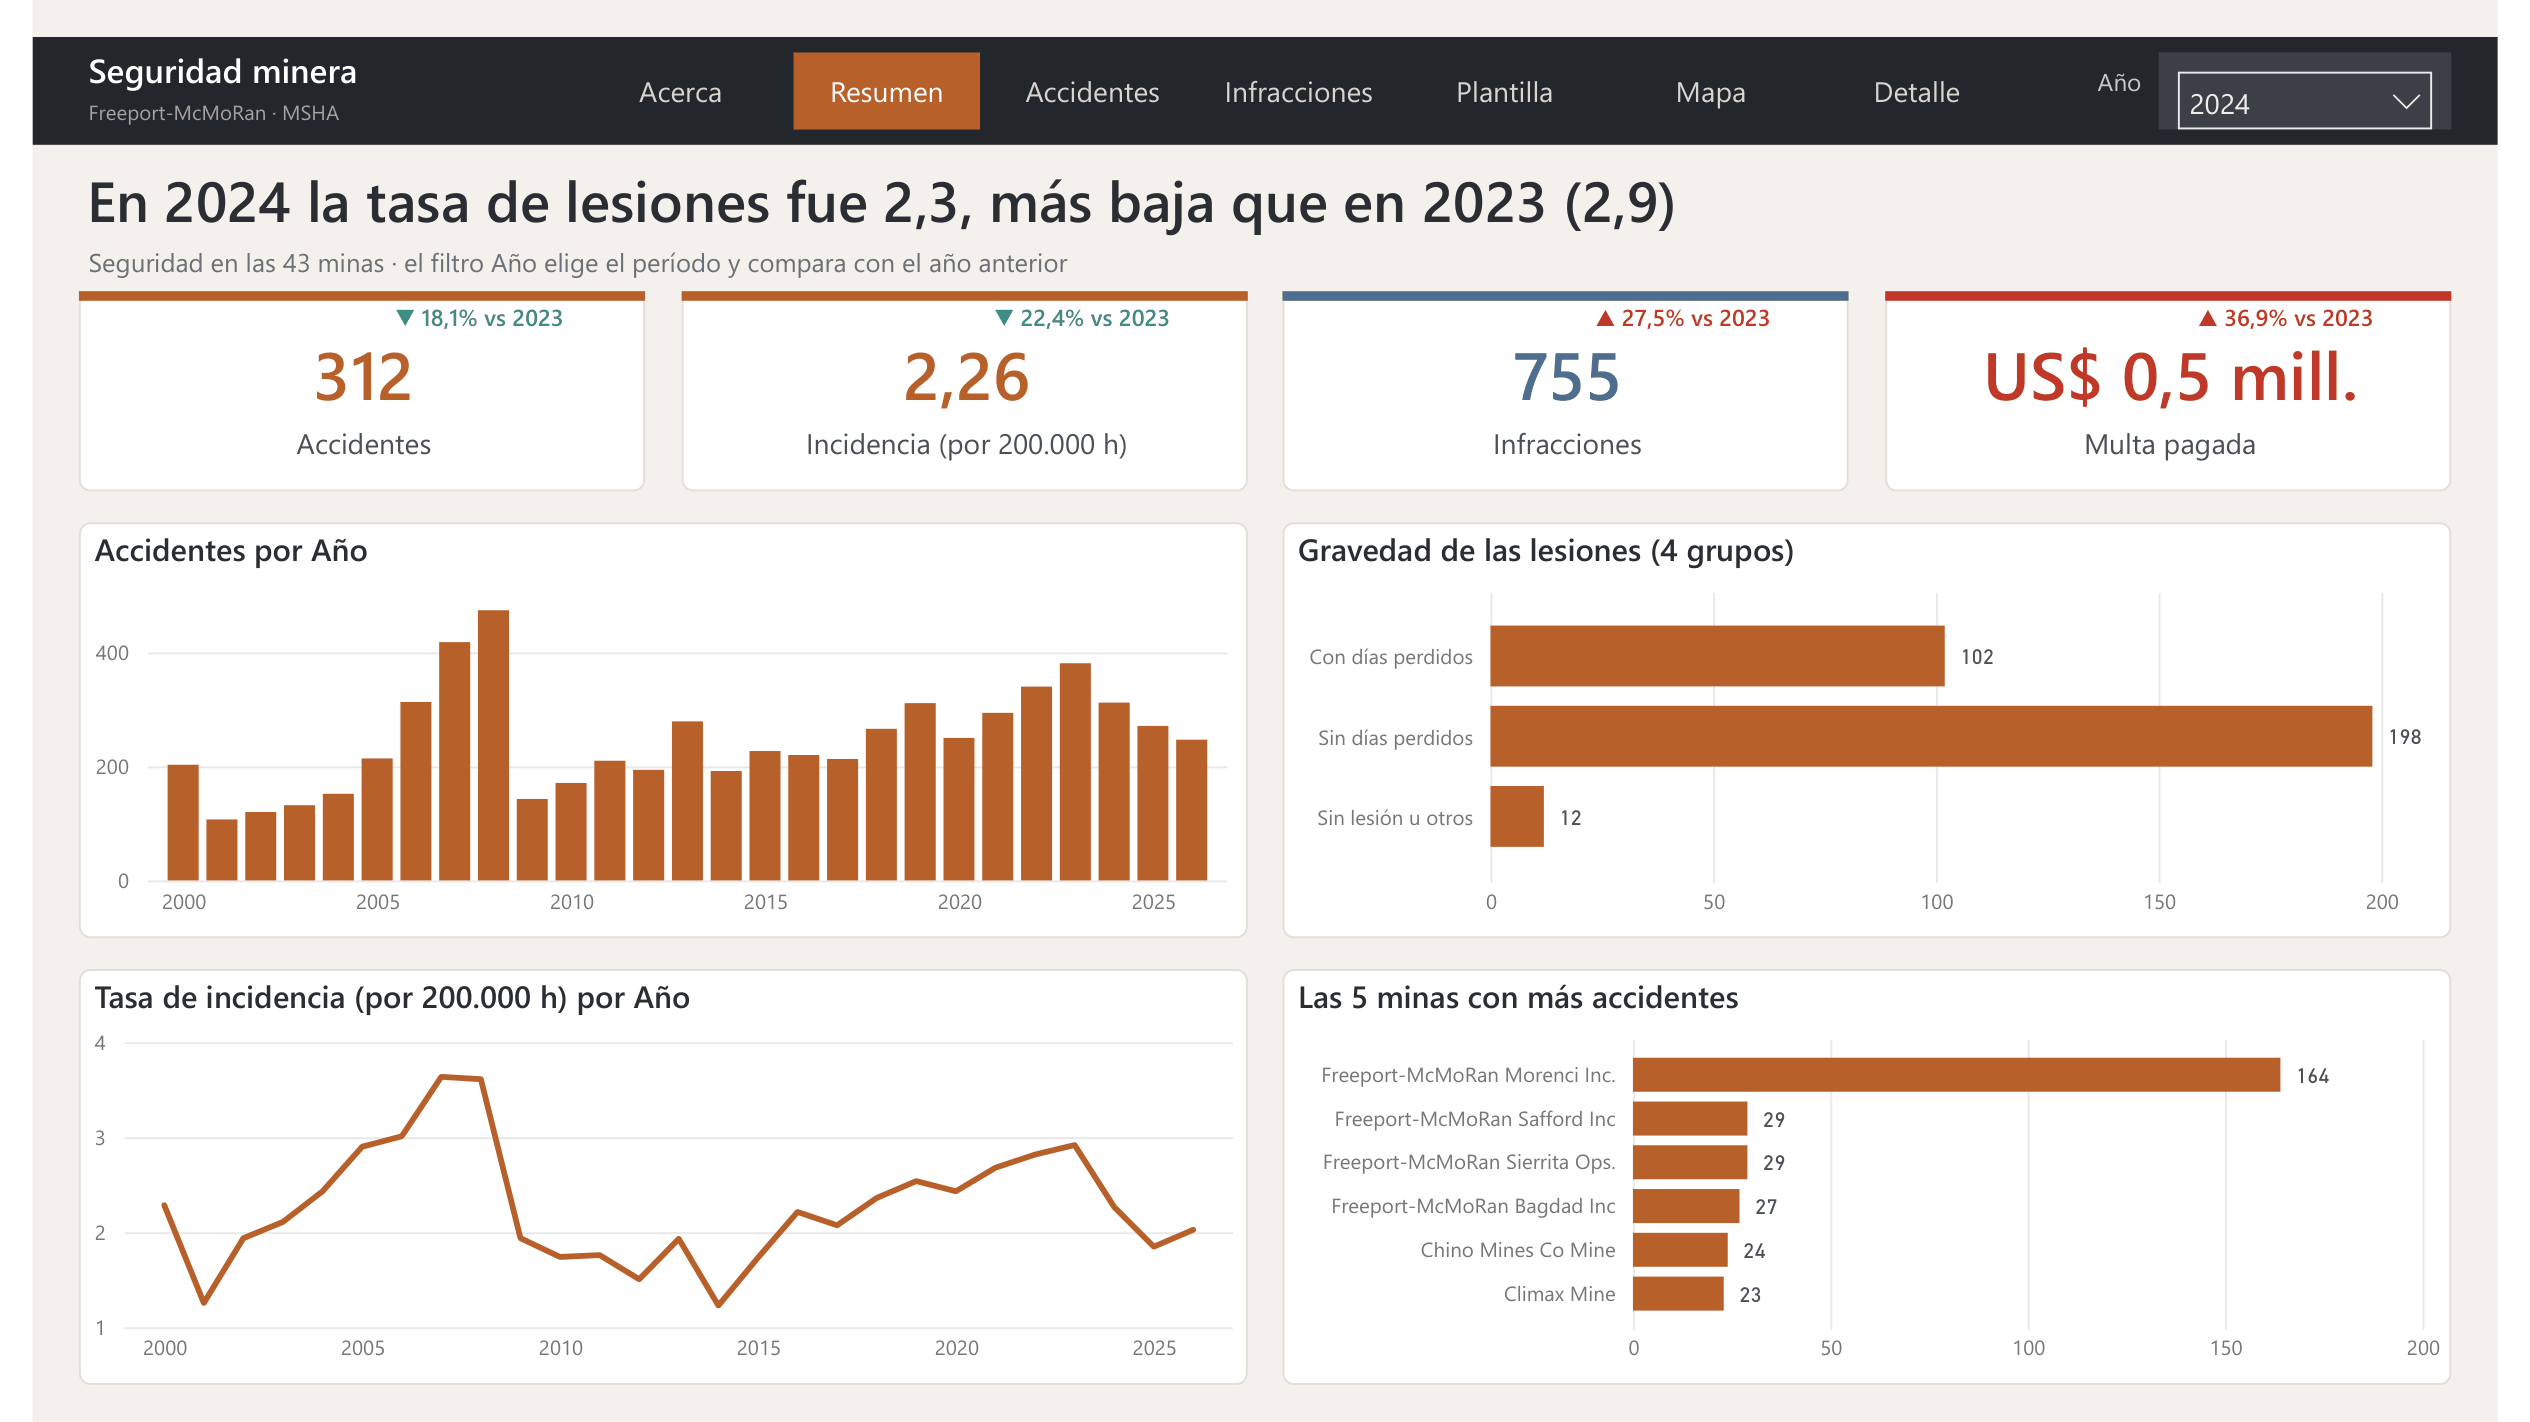 Seguridad minera
Freeport-McMoRan · MSHA
Acerca
Resumen
Accidentes
Infracciones
Plantilla
Mapa
Detalle
Año
2024
En 2024 la tasa de lesiones fue 2,3, más baja que en 2023 (2,9)
Seguridad en las 43 minas · el filtro Año elige el período y compara con el año anterior
▼ 18,1% vs 2023
312
Accidentes
▼ 22,4% vs 2023
2,26
Incidencia (por 200.000 h)
▲ 27,5% vs 2023
755
Infracciones
▲ 36,9% vs 2023
US$ 0,5 mill.
Multa pagada
Accidentes por Año
400
200
0
2000 2005 2010 2015 2020 2025
Gravedad de las lesiones (4 grupos)
Con días perdidos 102
Sin días perdidos 198
Sin lesión u otros 12
0 50 100 150 200
Tasa de incidencia (por 200.000 h) por Año
4
3
2
1
2000 2005 2010 2015 2020 2025
Las 5 minas con más accidentes
Freeport-McMoRan Morenci Inc. 164
Freeport-McMoRan Safford Inc 29
Freeport-McMoRan Sierrita Ops. 29
Freeport-McMoRan Bagdad Inc 27
Chino Mines Co Mine 24
Climax Mine 23
0 50 100 150 200